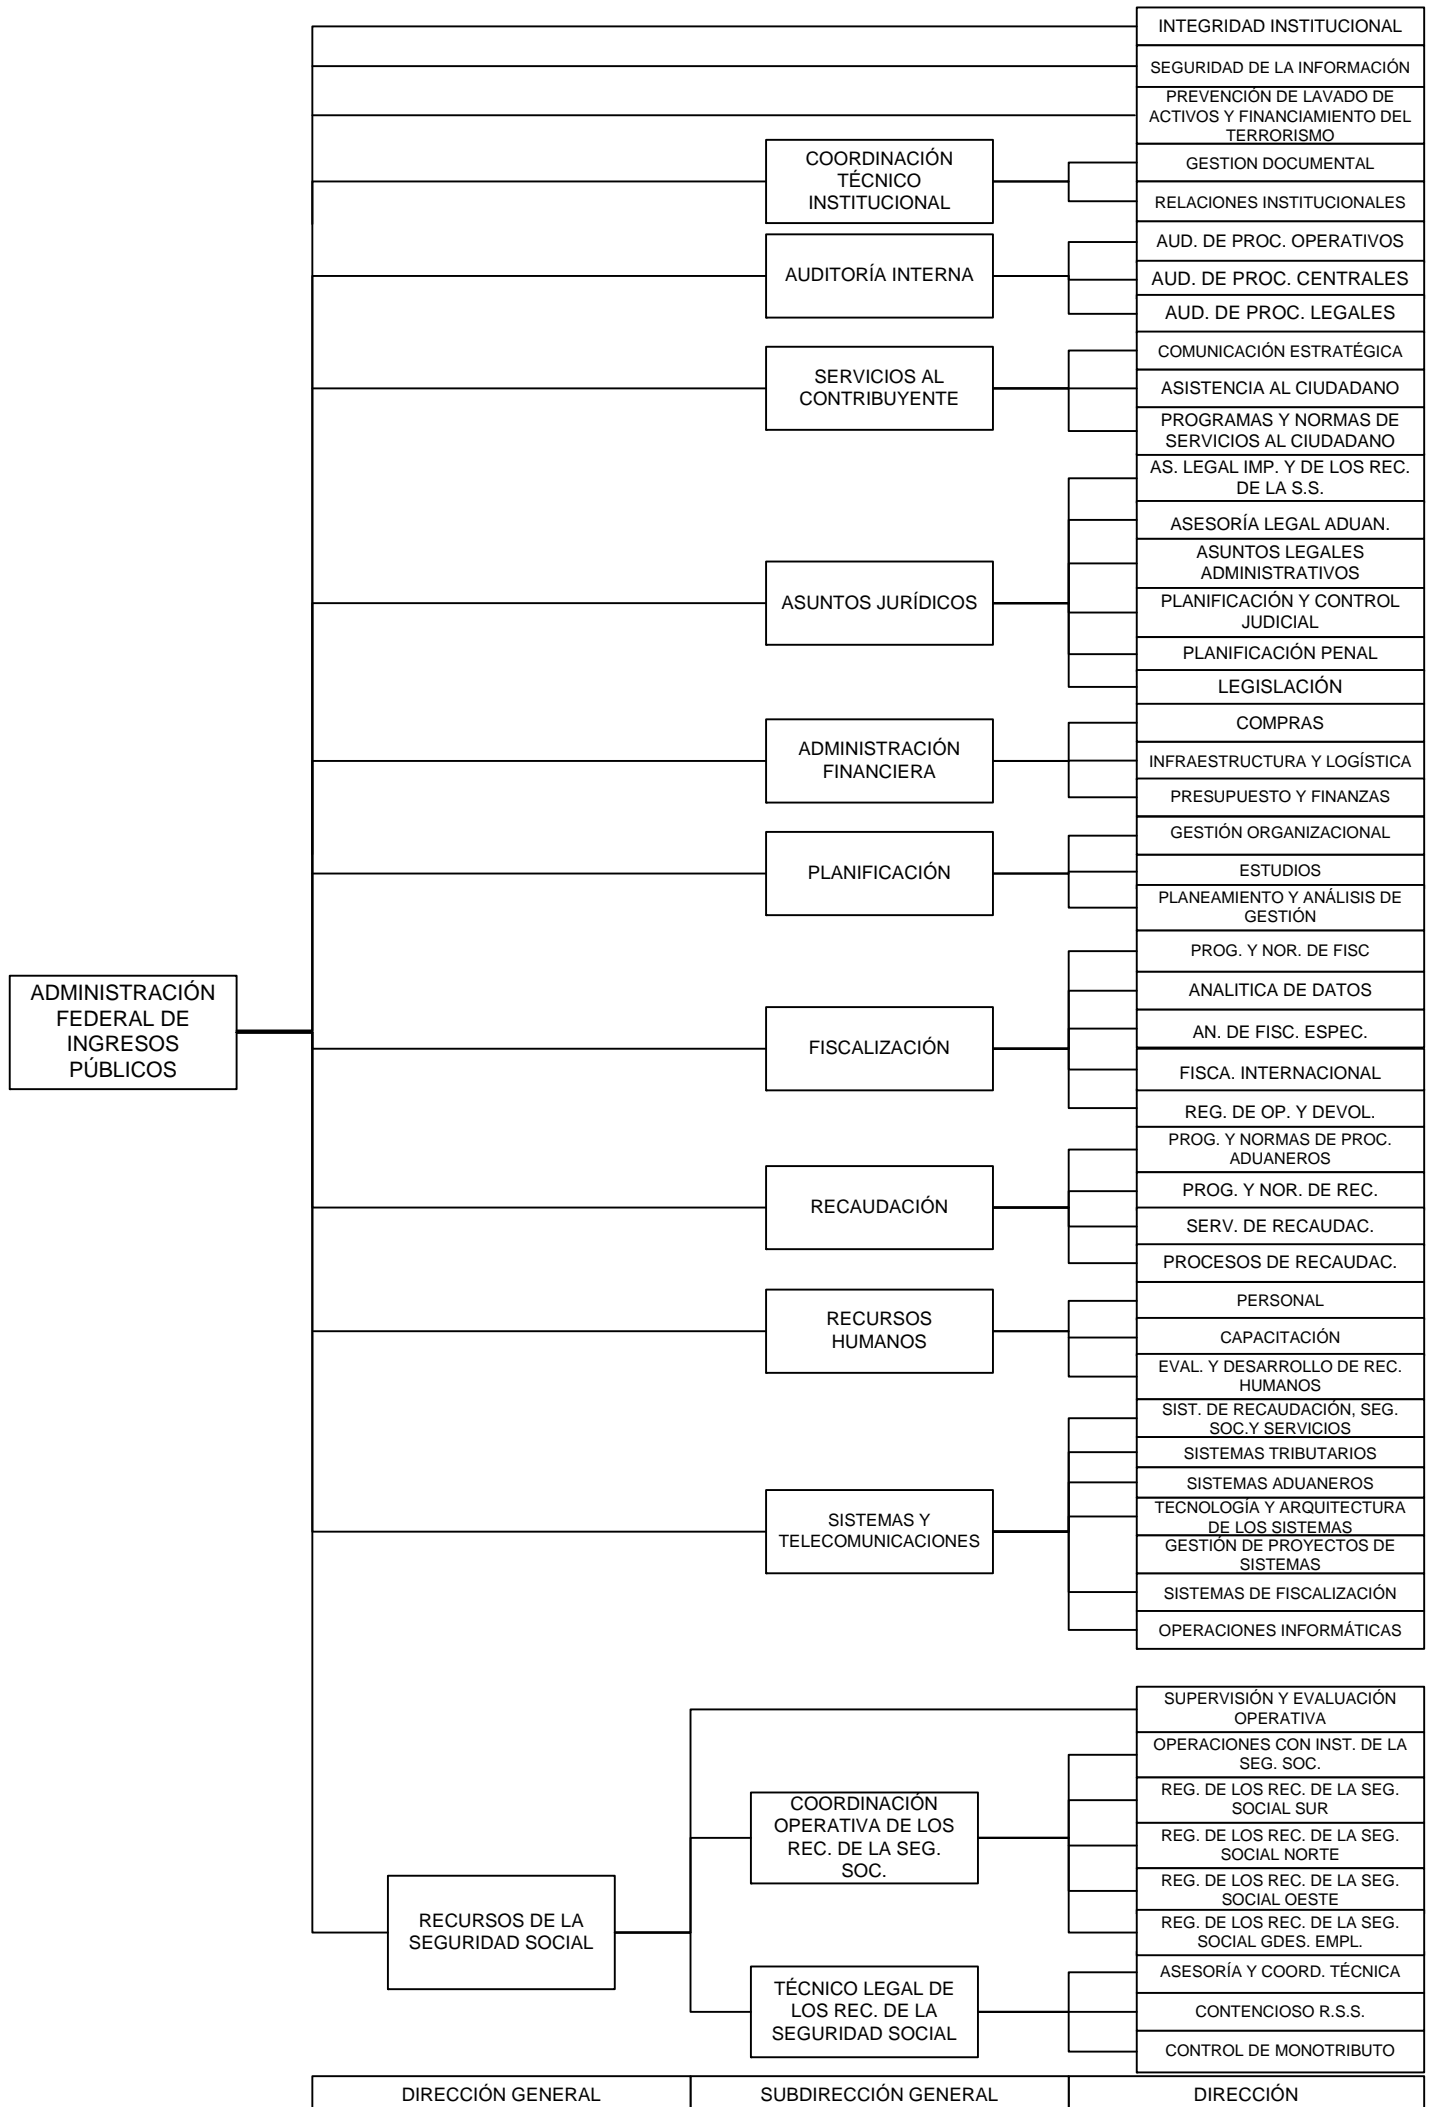 INTEGRIDAD INSTITUCIONAL
SEGURIDAD DE LA INFORMACIÓN
PREVENCIÓN DE LAVADO DE
ACTIVOS Y FINANCIAMIENTO DEL
TERRORISMO
COORDINACIÓN
TÉCNICO
INSTITUCIONAL
GESTION DOCUMENTAL
RELACIONES INSTITUCIONALES
AUDITORÍA INTERNA
AUD. DE PROC. OPERATIVOS
AUD. DE PROC. CENTRALES
AUD. DE PROC. LEGALES
SERVICIOS AL
CONTRIBUYENTE
COMUNICACIÓN ESTRATÉGICA
ASISTENCIA AL CIUDADANO
PROGRAMAS Y NORMAS DE
SERVICIOS AL CIUDADANO
ASUNTOS JURÍDICOS
AS. LEGAL IMP. Y DE LOS REC.
DE LA S.S.
ASESORÍA LEGAL ADUAN.
ASUNTOS LEGALES
ADMINISTRATIVOS
PLANIFICACIÓN Y CONTROL
JUDICIAL
PLANIFICACIÓN PENAL
LEGISLACIÓN
ADMINISTRACIÓN
FINANCIERA
COMPRAS
INFRAESTRUCTURA Y LOGÍSTICA
PRESUPUESTO Y FINANZAS
PLANIFICACIÓN
GESTIÓN ORGANIZACIONAL
ESTUDIOS
PLANEAMIENTO Y ANÁLISIS DE
GESTIÓN
ADMINISTRACIÓN
FEDERAL DE
INGRESOS
PÚBLICOS
FISCALIZACIÓN
PROG. Y NOR. DE FISC
ANALITICA DE DATOS
AN. DE FISC. ESPEC.
FISCA. INTERNACIONAL
REG. DE OP. Y DEVOL.
RECAUDACIÓN
PROG. Y NORMAS DE PROC.
ADUANEROS
PROG. Y NOR. DE REC.
SERV. DE RECAUDAC.
PROCESOS DE RECAUDAC.
RECURSOS
HUMANOS
PERSONAL
CAPACITACIÓN
EVAL. Y DESARROLLO DE REC.
HUMANOS
SISTEMAS Y
TELECOMUNICACIONES
SIST. DE RECAUDACIÓN, SEG.
SOC.Y SERVICIOS
SISTEMAS TRIBUTARIOS
SISTEMAS ADUANEROS
TECNOLOGÍA Y ARQUITECTURA
DE LOS SISTEMAS
GESTIÓN DE PROYECTOS DE
SISTEMAS
SISTEMAS DE FISCALIZACIÓN
OPERACIONES INFORMÁTICAS
RECURSOS DE LA
SEGURIDAD SOCIAL
SUPERVISIÓN Y EVALUACIÓN
OPERATIVA
COORDINACIÓN
OPERATIVA DE LOS
REC. DE LA SEG.
SOC.
OPERACIONES CON INST. DE LA
SEG. SOC.
REG. DE LOS REC. DE LA SEG.
SOCIAL SUR
REG. DE LOS REC. DE LA SEG.
SOCIAL NORTE
REG. DE LOS REC. DE LA SEG.
SOCIAL OESTE
REG. DE LOS REC. DE LA SEG.
SOCIAL GDES. EMPL.
TÉCNICO LEGAL DE
LOS REC. DE LA
SEGURIDAD SOCIAL
ASESORÍA Y COORD. TÉCNICA
CONTENCIOSO R.S.S.
CONTROL DE MONOTRIBUTO
DIRECCIÓN GENERAL
SUBDIRECCIÓN GENERAL
DIRECCIÓN